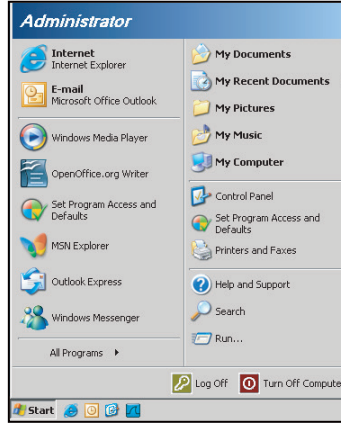 Administrator
Internet
Internet Explorer
E-mail
Microsoft Office Outlook
Windows Media Player
OpenOffice.org Writer
Set Program Access and
Defaults
MSN Explorer
Outlook Express
Windows Messenger
All Programs
My Documents
My Recent Documents
My Pictures
My Music
My Computer
Control Panel
Set Program Access and
Defaults
Printers and Faxes
Help and Support
Search
Run...
Log Off
Turn Off Compute
Start